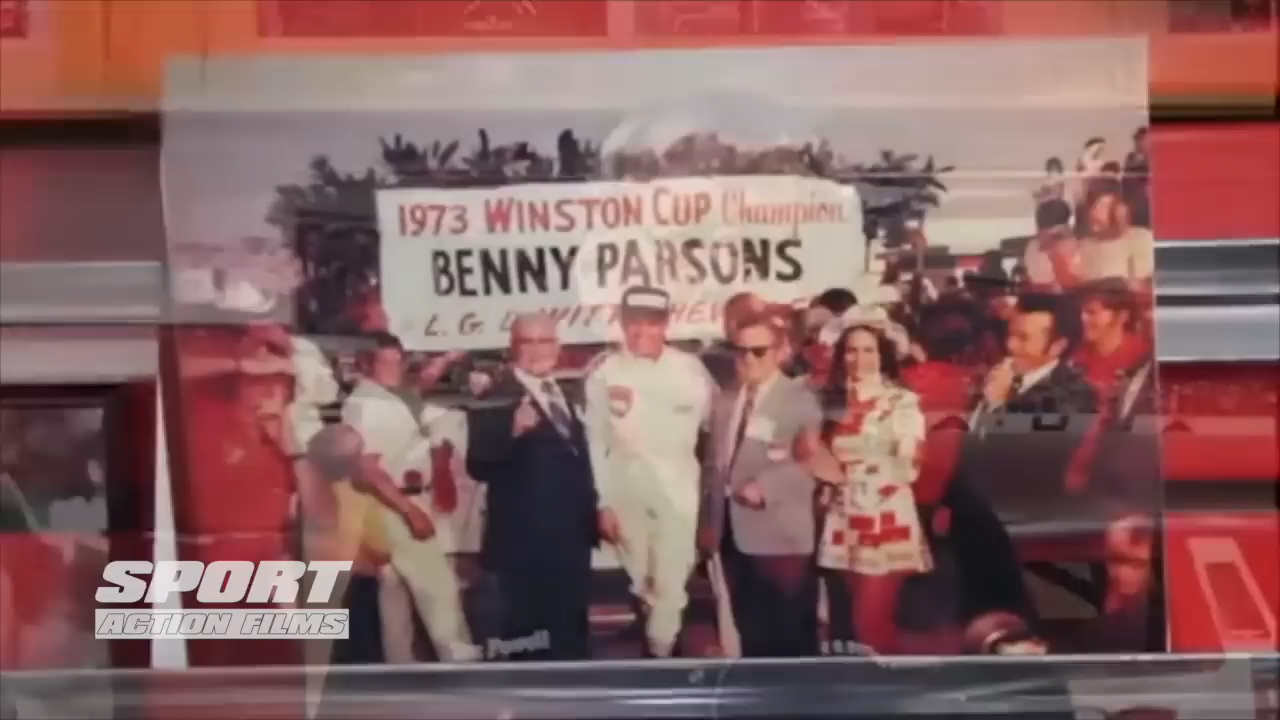 1973 WINSTON CUP Champion
BENNY PARSONS
L. G.
SPORT
ACTION FILMS